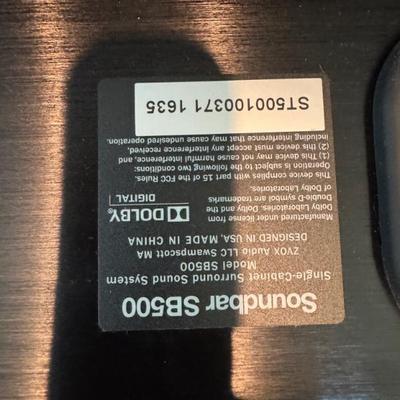 Soundbar SB500
Single-Cabinet Surround Sound System
Model SB500
ZVOX Audio LLC Swampscott MA
DESIGNED IN USA, MADE IN CHINA
Manufactured under license from
Dolby Laboratories. Dolby and the
Double-D symbol are trademarks
of Dolby Laboratories.
DOLBY
DIGITAL
This device complies with part 15 of the FCC Rules.
Operation is subject to the following two conditions:
(1) This device may not cause harmful interference, and
(2) this device must accept any interference received,
including interference that may cause undesired operation
ST500100371 1635